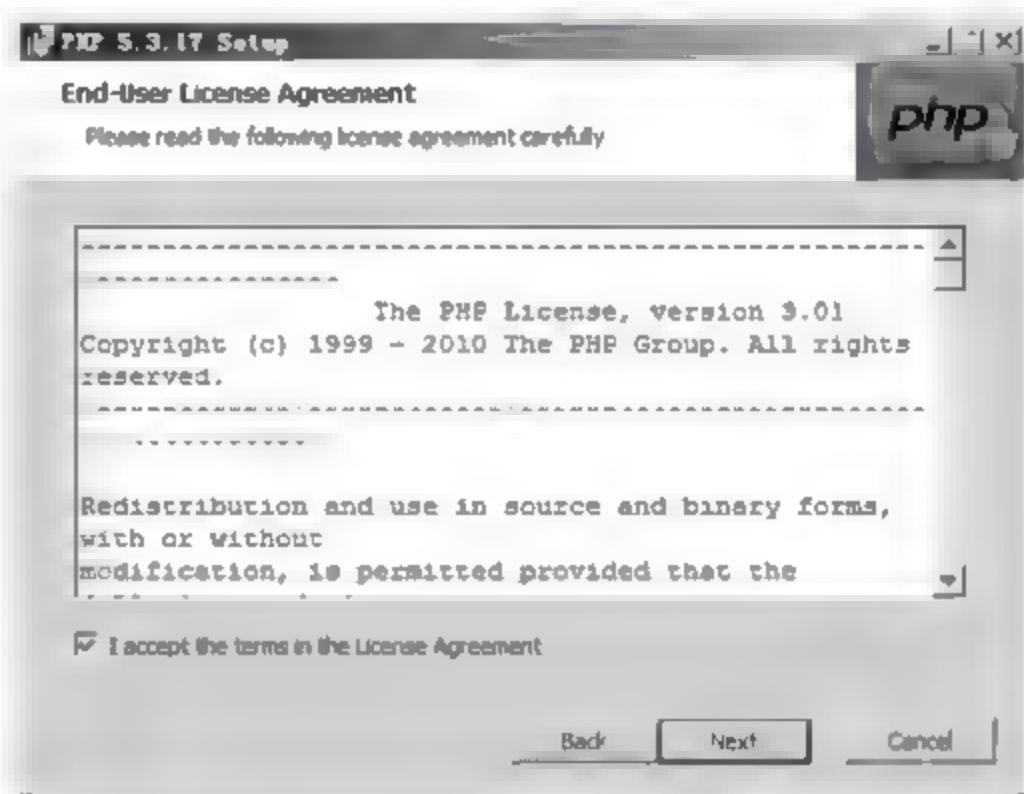 PHP 5.3.17 Setup
End-User License Agreement
Please read the following license agreement carefully
php
--------------------------------------------------------------------
The PHP License, version 3.01
Copyright (c) 1999 - 2010 The PHP Group. All rights
reserved.
--------------------------------------------------------------------
Redistribution and use in source and binary forms,
with or without
modification, is permitted provided that the
I accept the terms in the License Agreement
Back Next Cancel